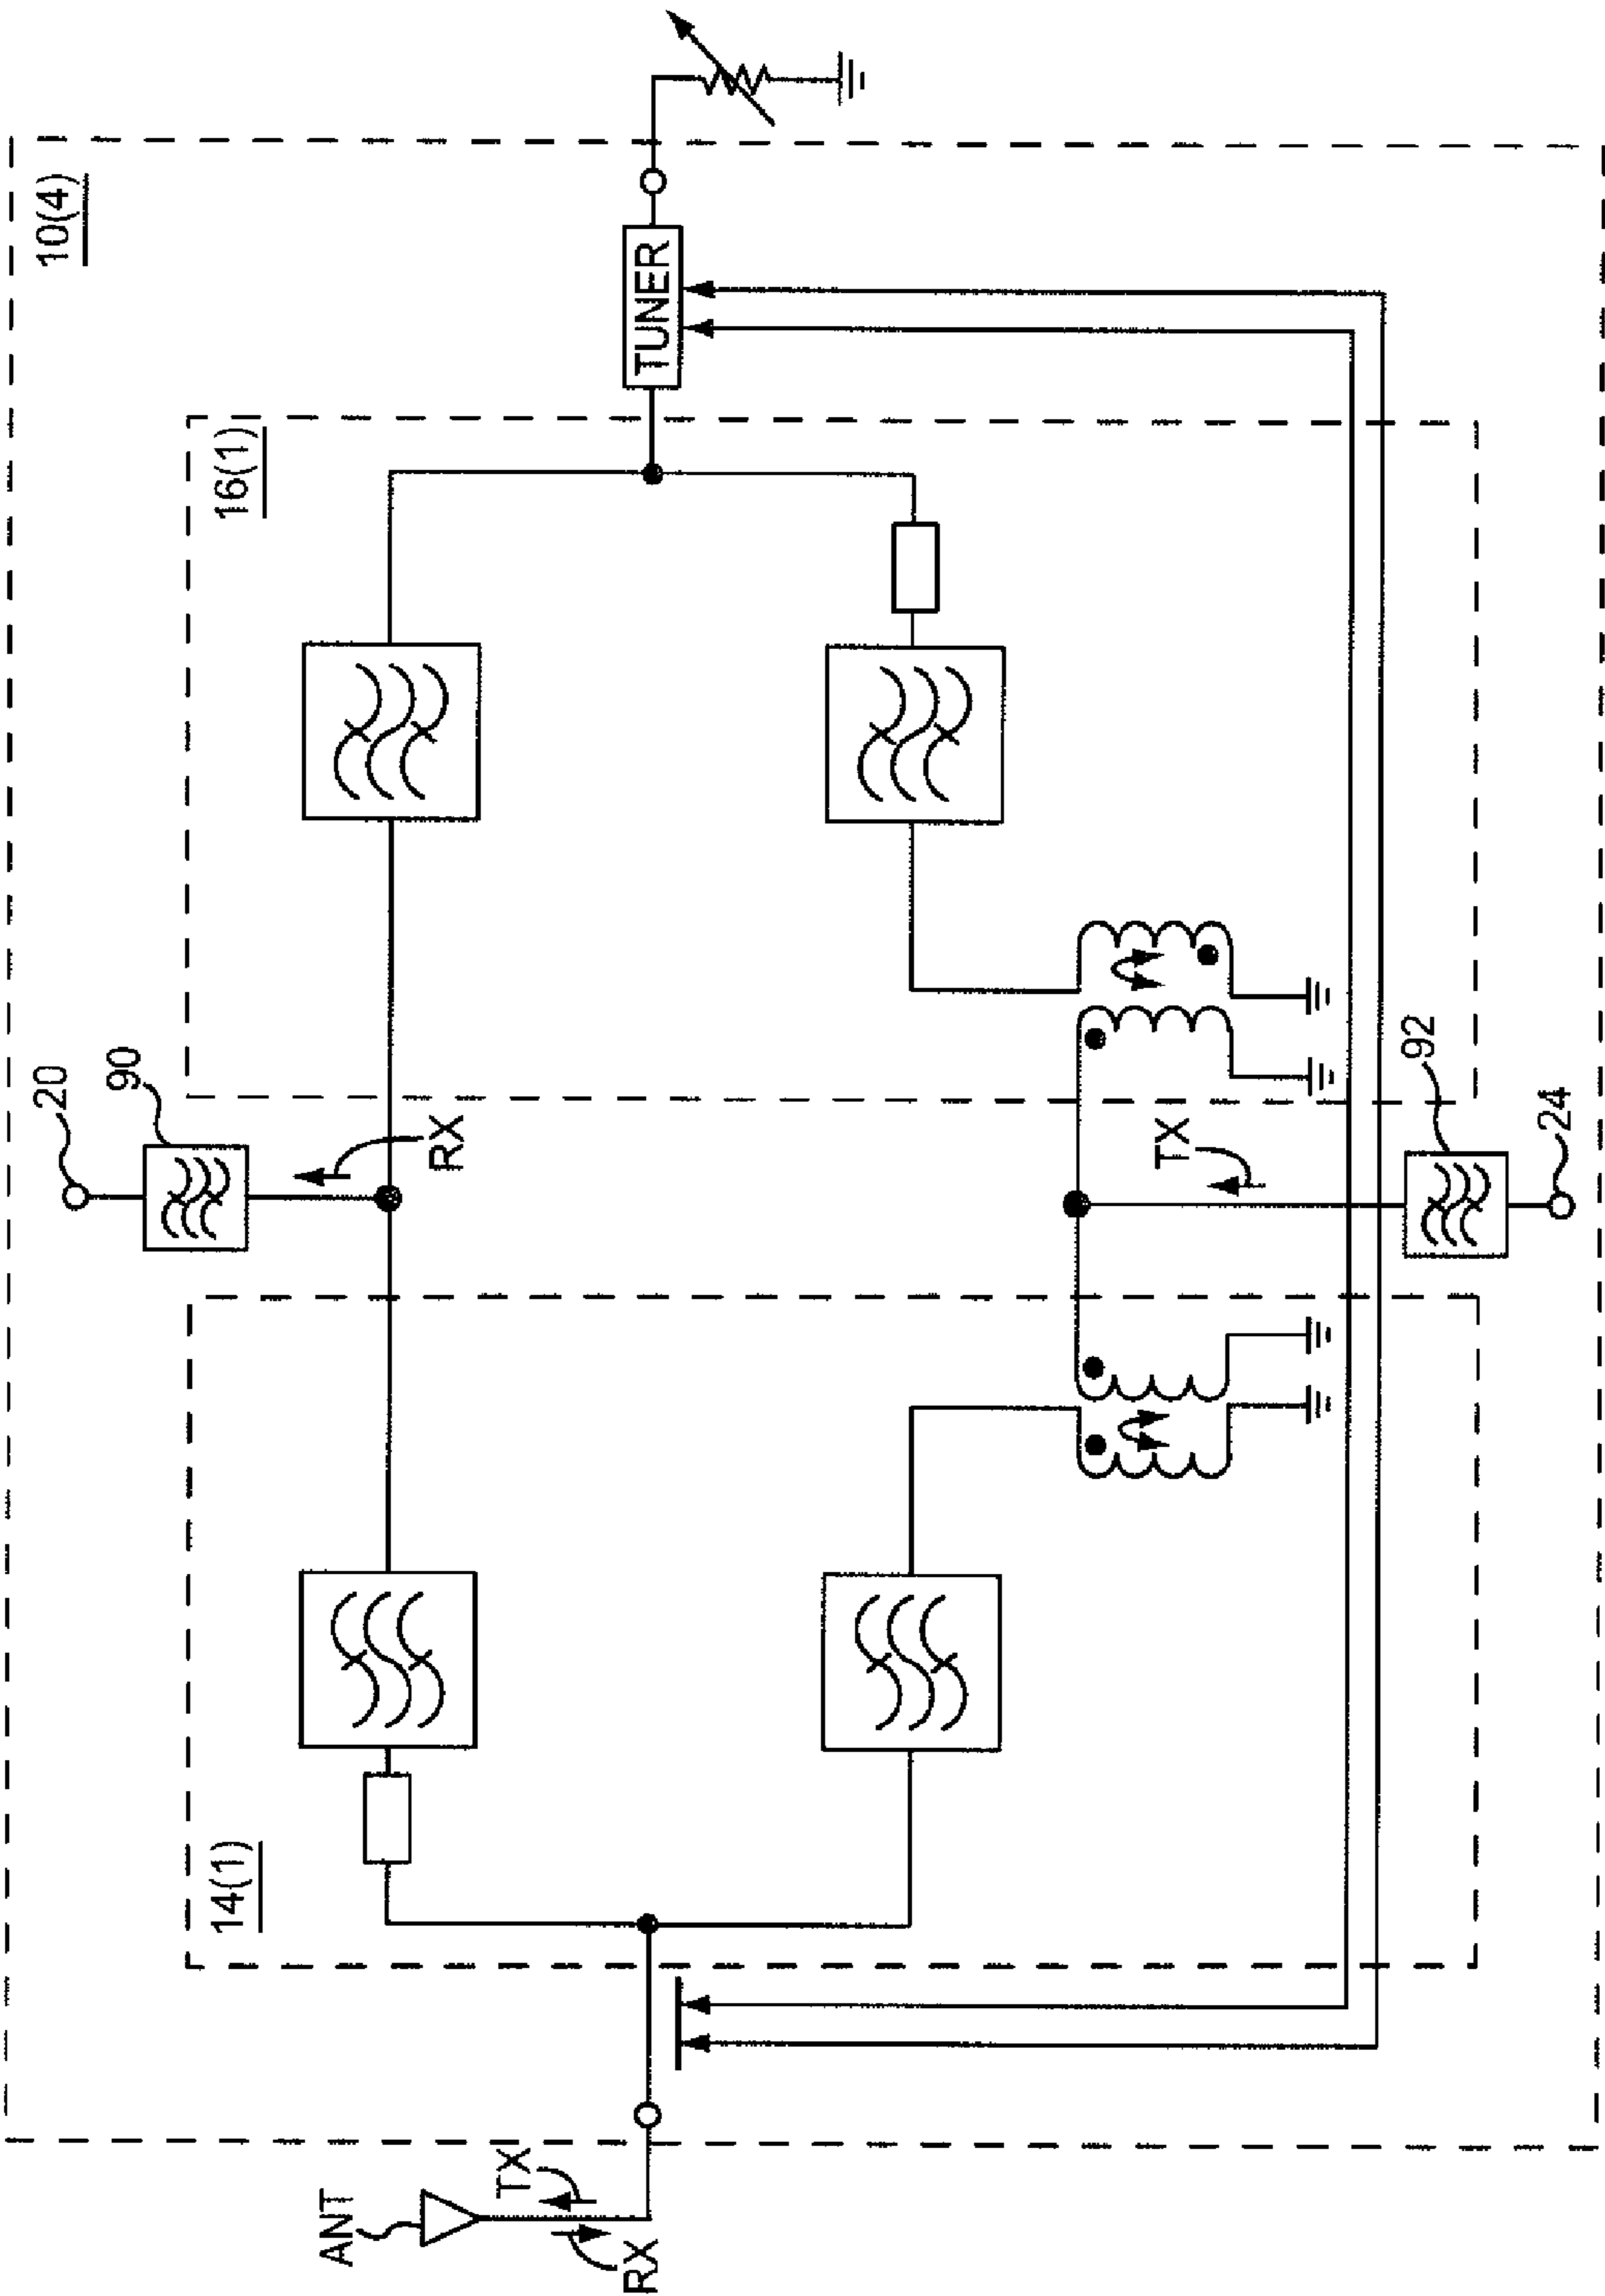 10(4)
20
90
RX
14(1)
16(1)
ANT
TX
RX
TUNER
TX
92
24